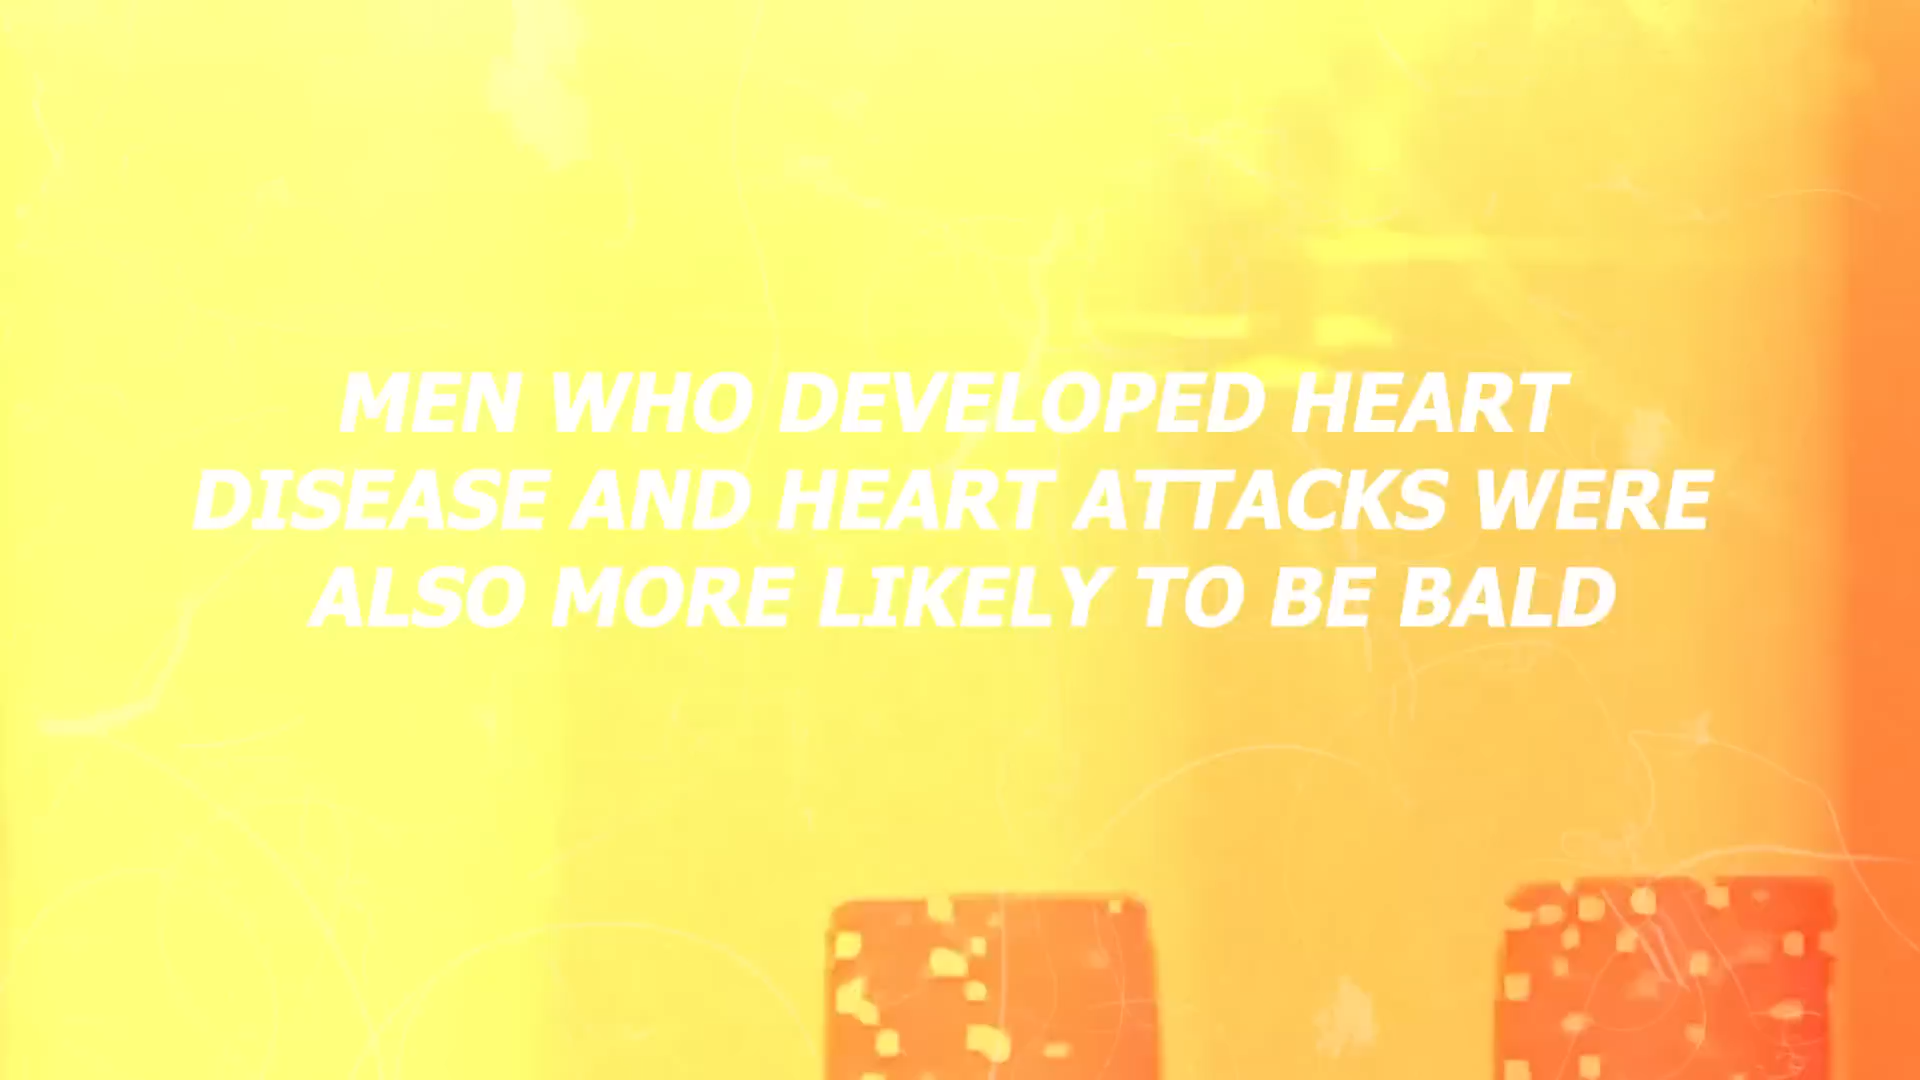 MEN WHO DEVELOPED HEART
DISEASE AND HEART ATTACKS WERE
ALSO MORE LIKELY TO BE BALD